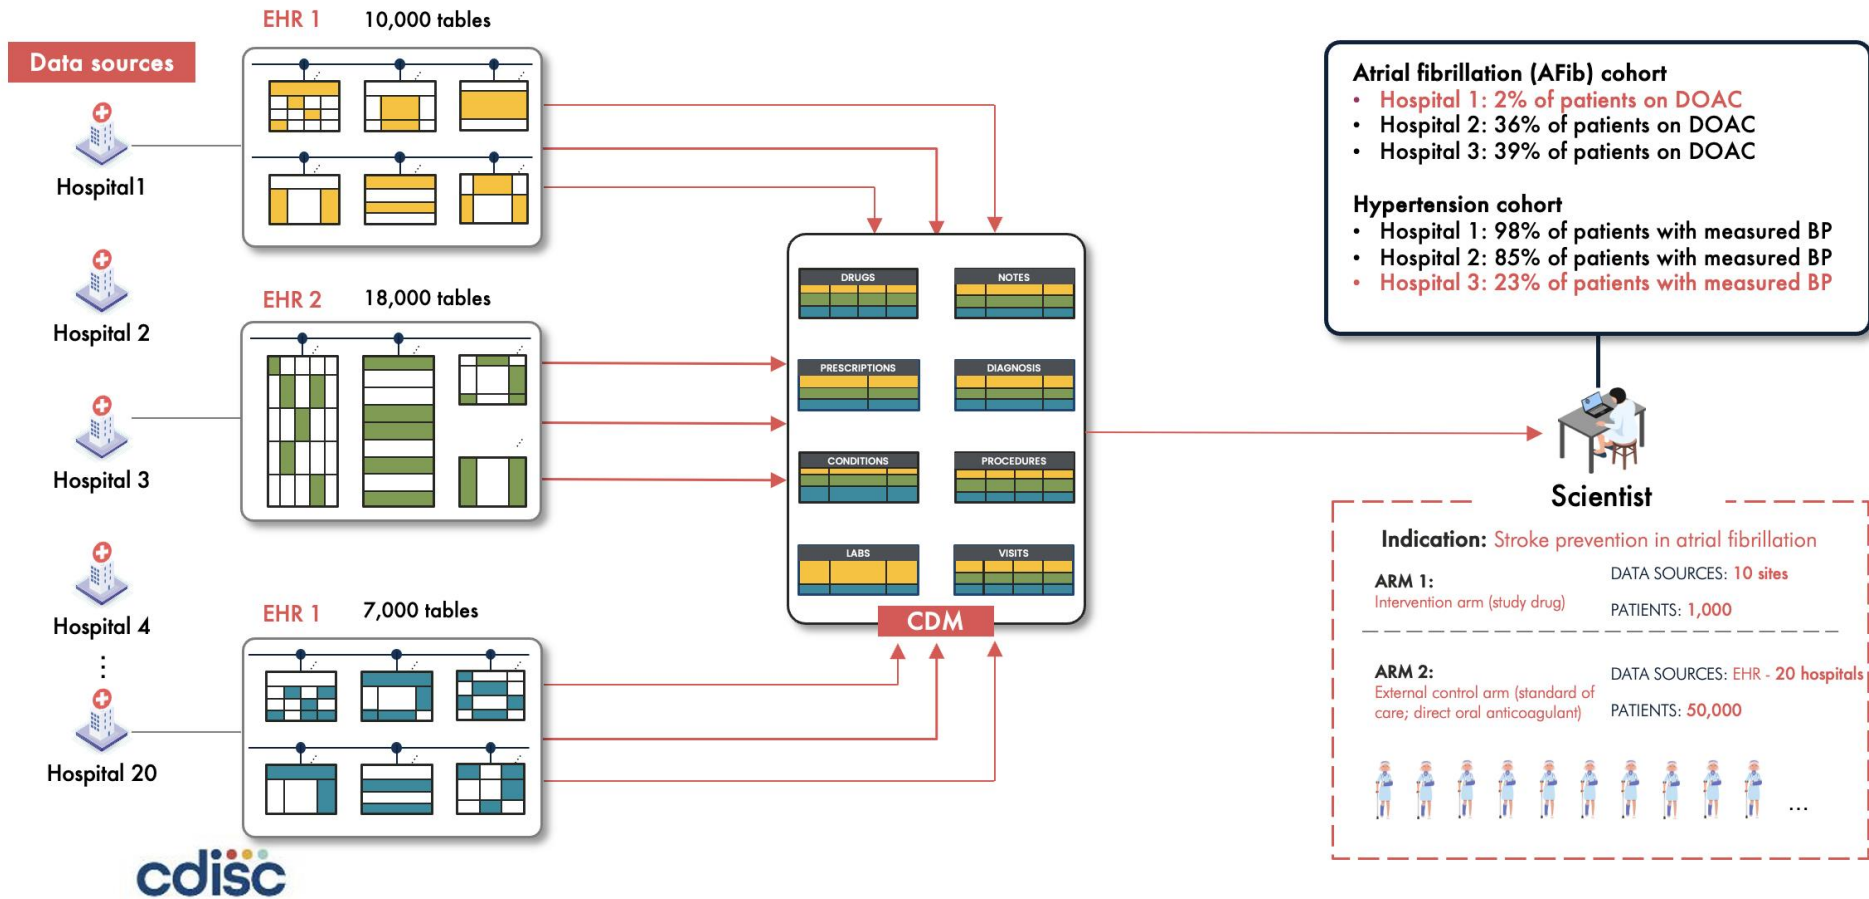 Data sources
Hospital1
Hospital 2
Hospital 3
Hospital 4
Hospital 20
EHR 1 10,000 tables
EHR 2 18,000 tables
EHR 1 7,000 tables
DRUGS
NOTES
PRESCRIPTIONS
DIAGNOSIS
CONDITIONS
PROCEDURES
LABS
VISITS
CDM
Atrial fibrillation (AFib) cohort
• Hospital 1: 2% of patients on DOAC
• Hospital 2: 36% of patients on DOAC
• Hospital 3: 39% of patients on DOAC
Hypertension cohort
• Hospital 1: 98% of patients with measured BP
• Hospital 2: 85% of patients with measured BP
• Hospital 3: 23% of patients with measured BP
Scientist
Indication: Stroke prevention in atrial fibrillation
ARM 1:
Intervention arm (study drug)
DATA SOURCES: 10 sites
PATIENTS: 1,000
ARM 2:
External control arm (standard of
care; direct oral anticoagulant)
DATA SOURCES: EHR - 20 hospitals
PATIENTS: 50,000
...
cdisc